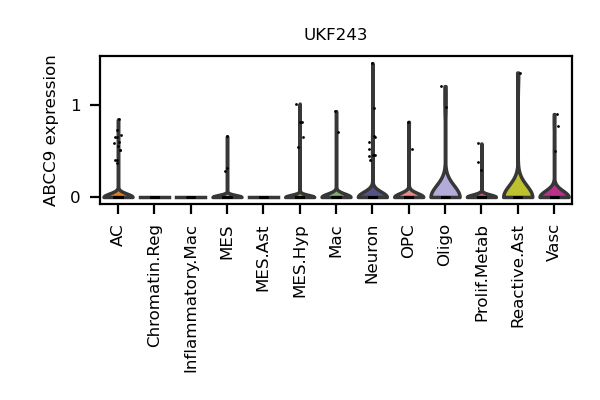 UKF243
ABCC9 expression
1
0
AC
Chromatin.Reg
Inflammatory.Mac
MES
MES.Ast
MES.Hyp
Mac
Neuron
OPC
Oligo
Prolif.Metab
Reactive.Ast
Vasc